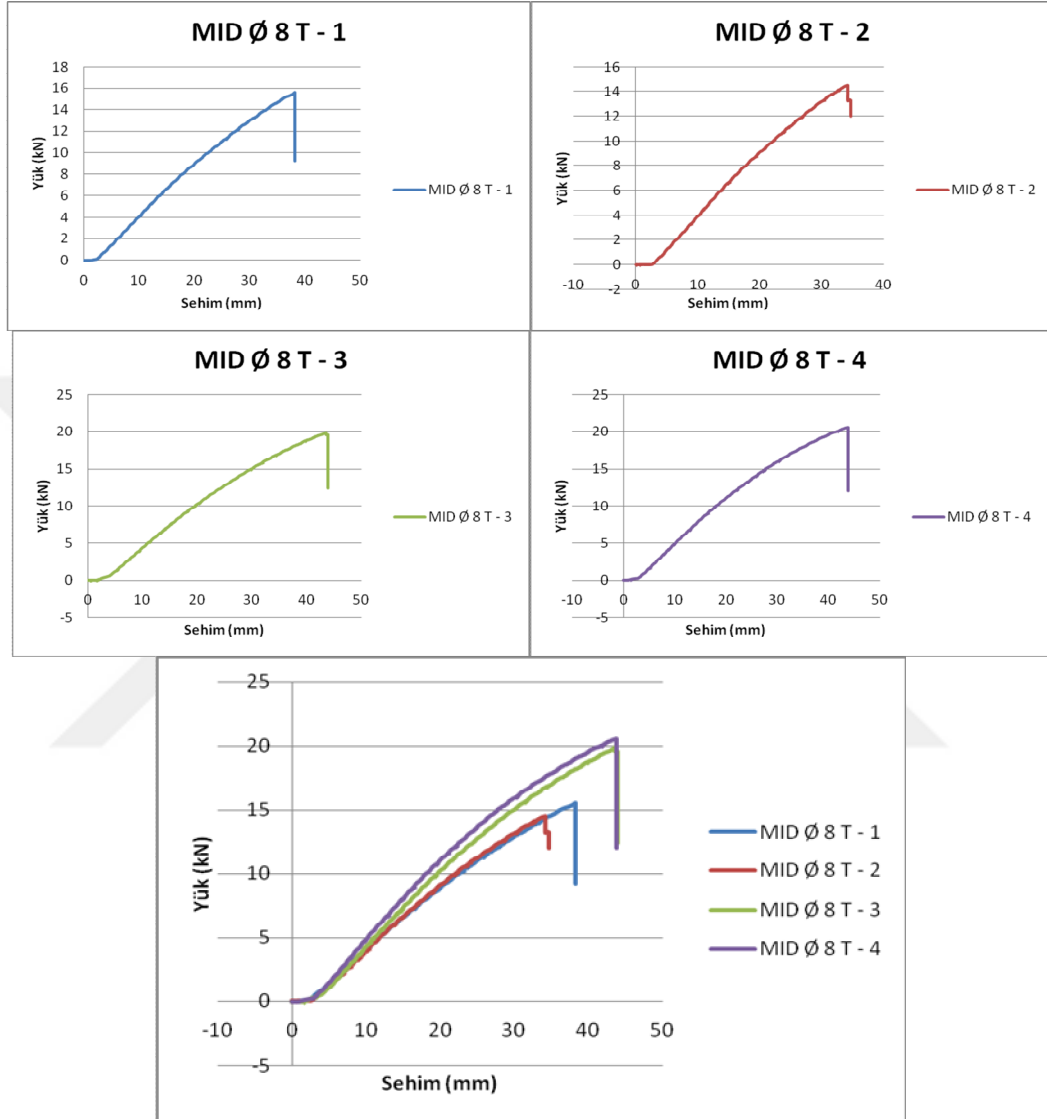 MID Ø 8 T - 1
Yük (kN)
18
16
14
12
10
8
6
4
2
0
0 10 20 30 40 50
Sehim (mm)
MID Ø 8 T - 1
MID Ø 8 T - 2
Yük (kN)
16
14
12
10
8
6
4
2
0
-2
-10 0 10 20 30 40
Sehim (mm)
MID Ø 8 T - 2
MID Ø 8 T - 3
Yük (kN)
25
20
15
10
5
0
-5
0 10 20 30 40 50
Sehim (mm)
MID Ø 8 T - 3
MID Ø 8 T - 4
Yük (kN)
25
20
15
10
5
0
-5
-10 0 10 20 30 40 50
Sehim (mm)
MID Ø 8 T - 4
Yük (kN)
25
20
15
10
5
0
-5
-10 0 10 20 30 40 50
Sehim (mm)
MID Ø 8 T - 1
MID Ø 8 T - 2
MID Ø 8 T - 3
MID Ø 8 T - 4